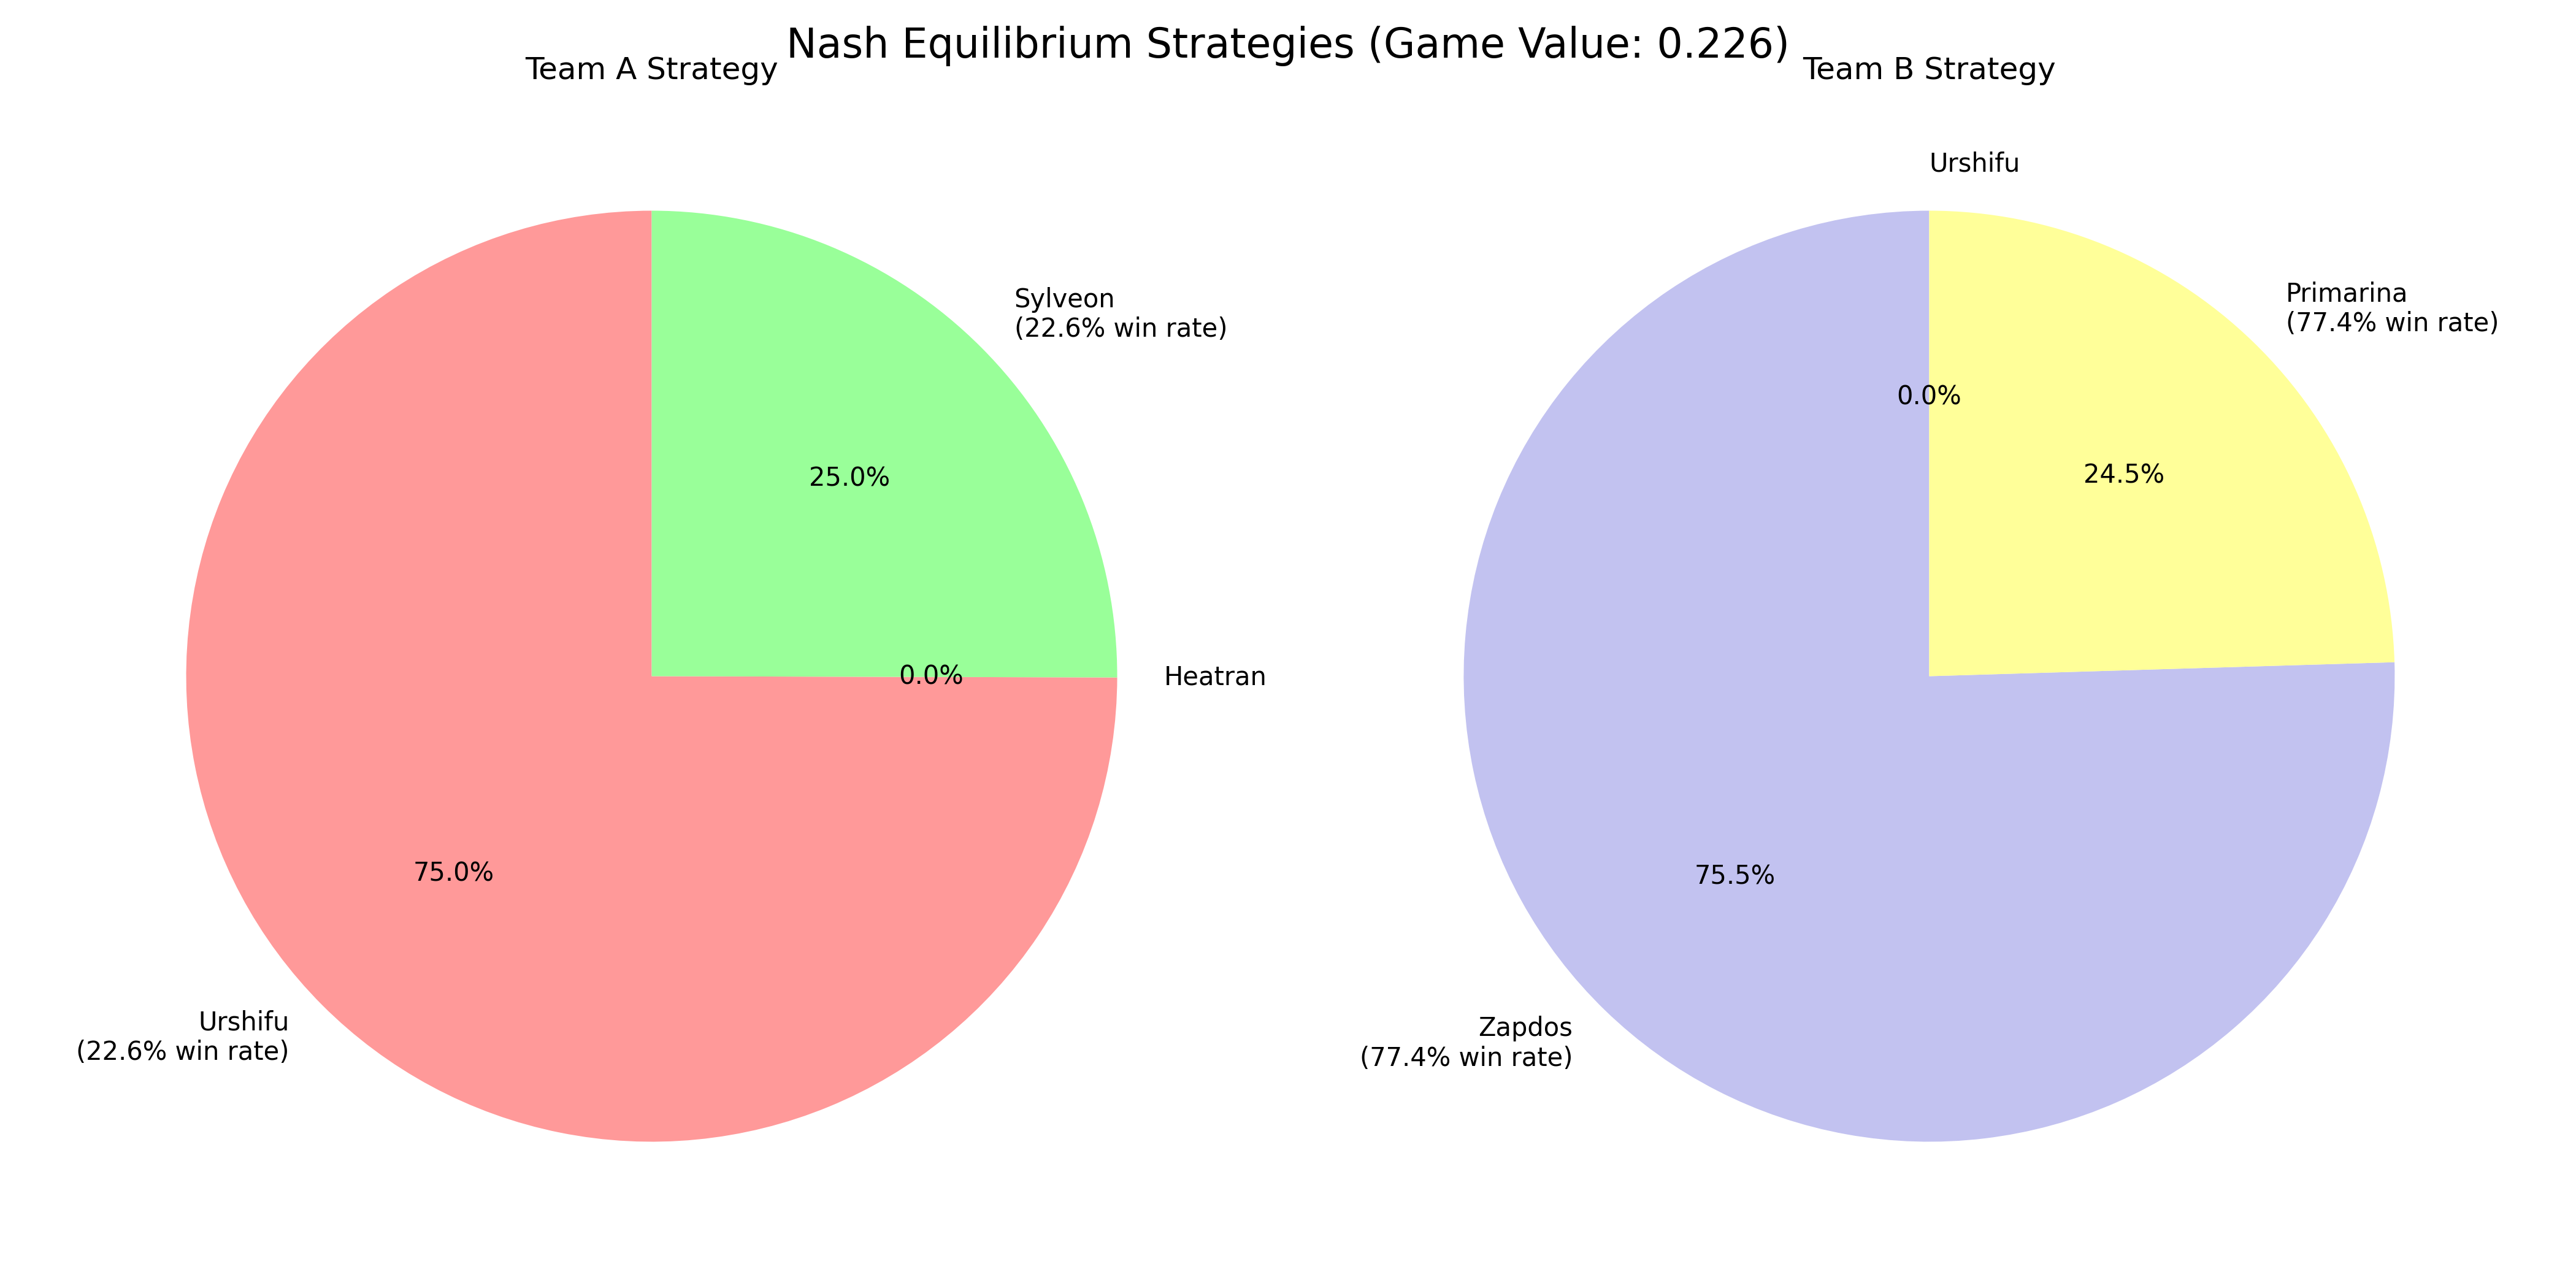 Nash Equilibrium Strategies (Game Value: 0.226)
Team A Strategy
Sylveon
(22.6% win rate)
25.0%
0.0%
Heatran
75.0%
Urshifu
(22.6% win rate)
Team B Strategy
Urshifu
Primarina
(77.4% win rate)
0.0%
24.5%
75.5%
Zapdos
(77.4% win rate)